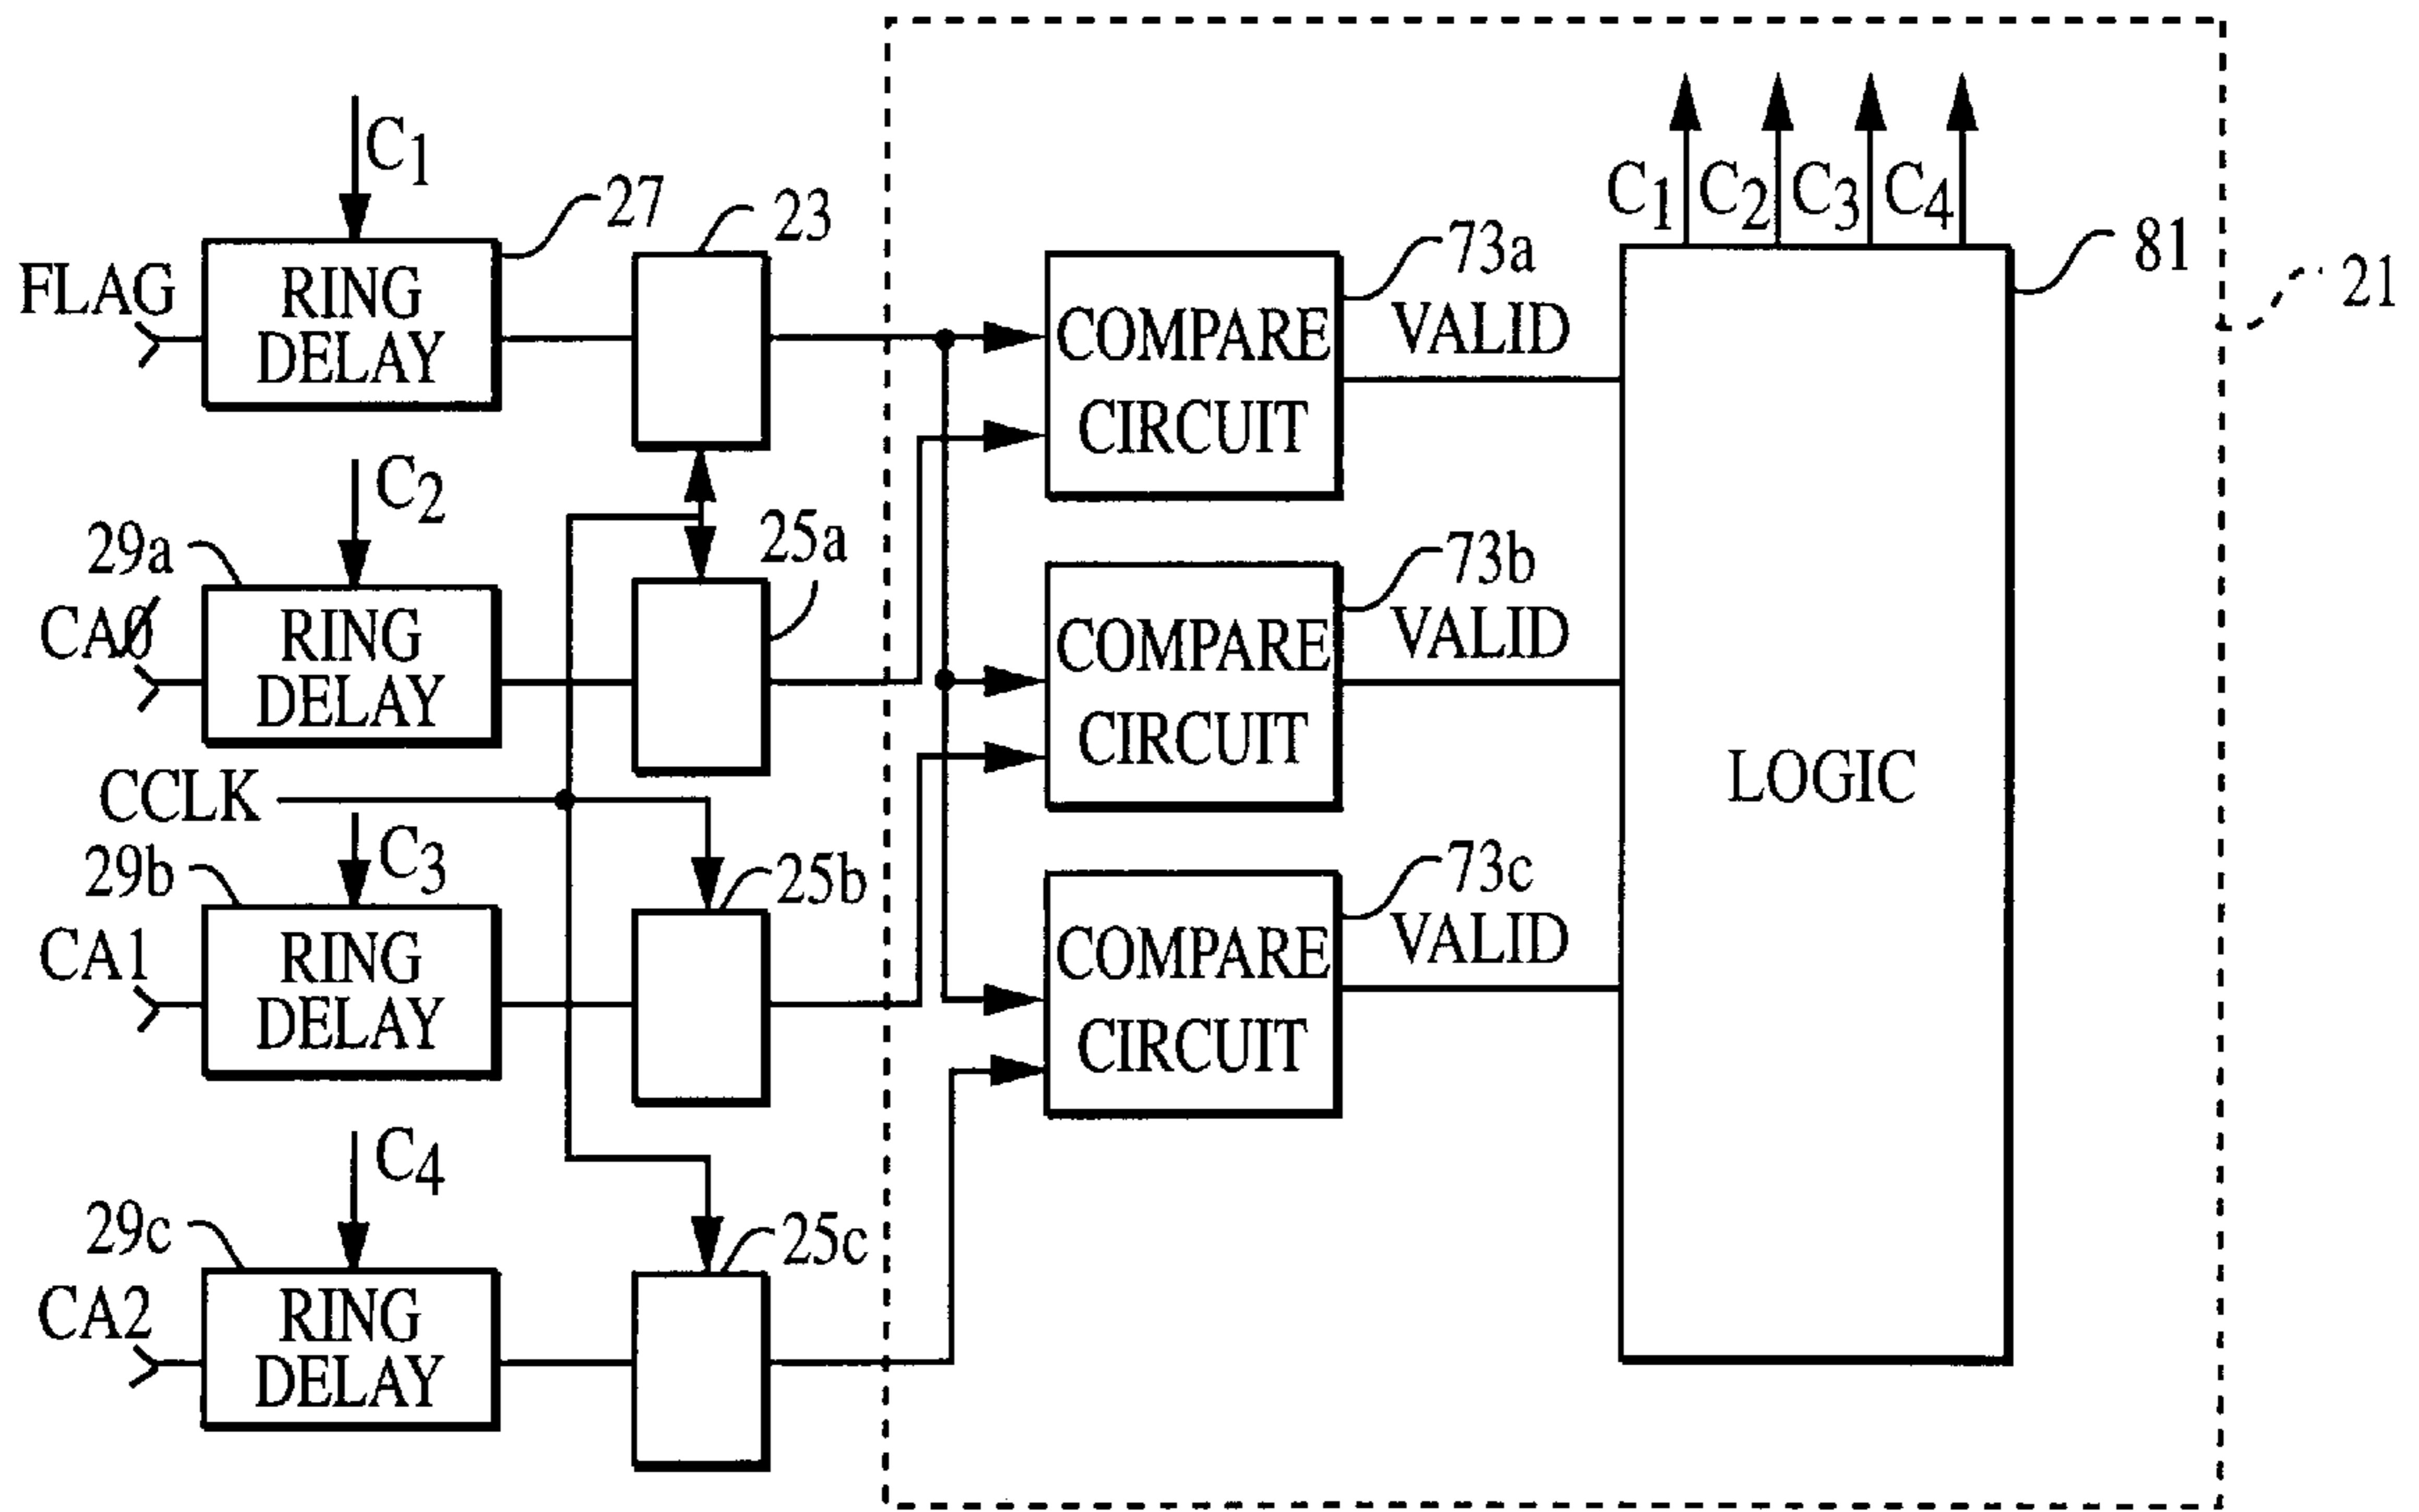 C1
27
23
FLAG
RING
DELAY
C2
29a
25a
CA0
RING
DELAY
CCLK
C3
29b
25b
CA1
RING
DELAY
C4
29c
25c
CA2
RING
DELAY
73a
COMPARE
CIRCUIT
VALID
73b
COMPARE
CIRCUIT
VALID
73c
COMPARE
CIRCUIT
VALID
C1 C2 C3 C4
81
21
LOGIC